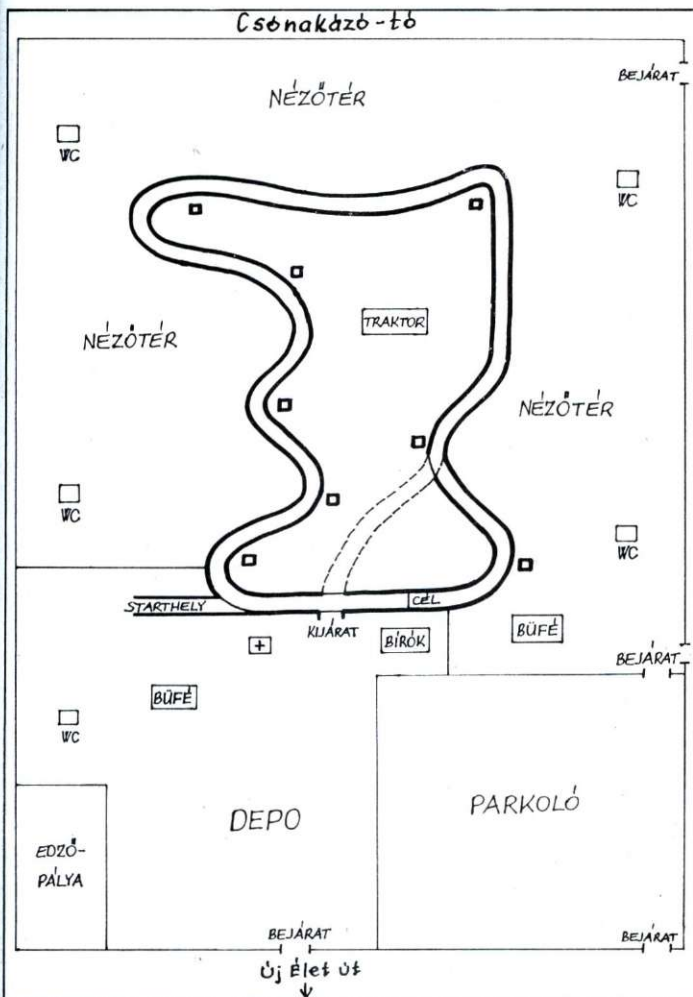 Csónakázó-tó
BEJÁRAT
NÉZŐTÉR
WC
WC
TRAKTOR
NÉZŐTÉR
NÉZŐTÉR
WC
WC
STARTHELY
CÉL
KIJÁRAT
BÍRÓK
BÜFÉ
+
BEJÁRAT
BÜFÉ
WC
DEPO
PARKOLÓ
EDZŐ-
PÁLYA
BEJÁRAT
BEJÁRAT
Új Élet út